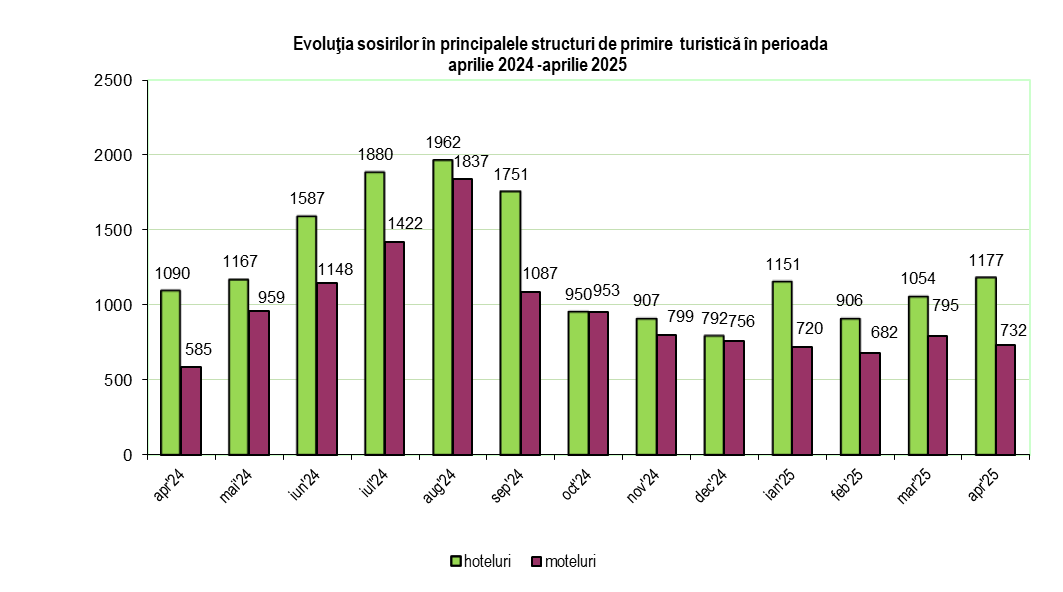 Evoluţia sosirilor în principalele structuri de primire turistică în perioada
aprilie 2024 -aprilie 2025
2500
2000
1500
1000
500
0
1090
585
1167
959
1587
1148
1880
1422
1962
1837
1751
1087
950
953
907
799
792
756
1151
720
906
682
1054
795
1177
732
apr'24
mai'24
iun'24
iul'24
aug'24
sep'24
oct'24
nov'24
dec'24
ian'25
feb'25
mar'25
apr'25
hoteluri
moteluri